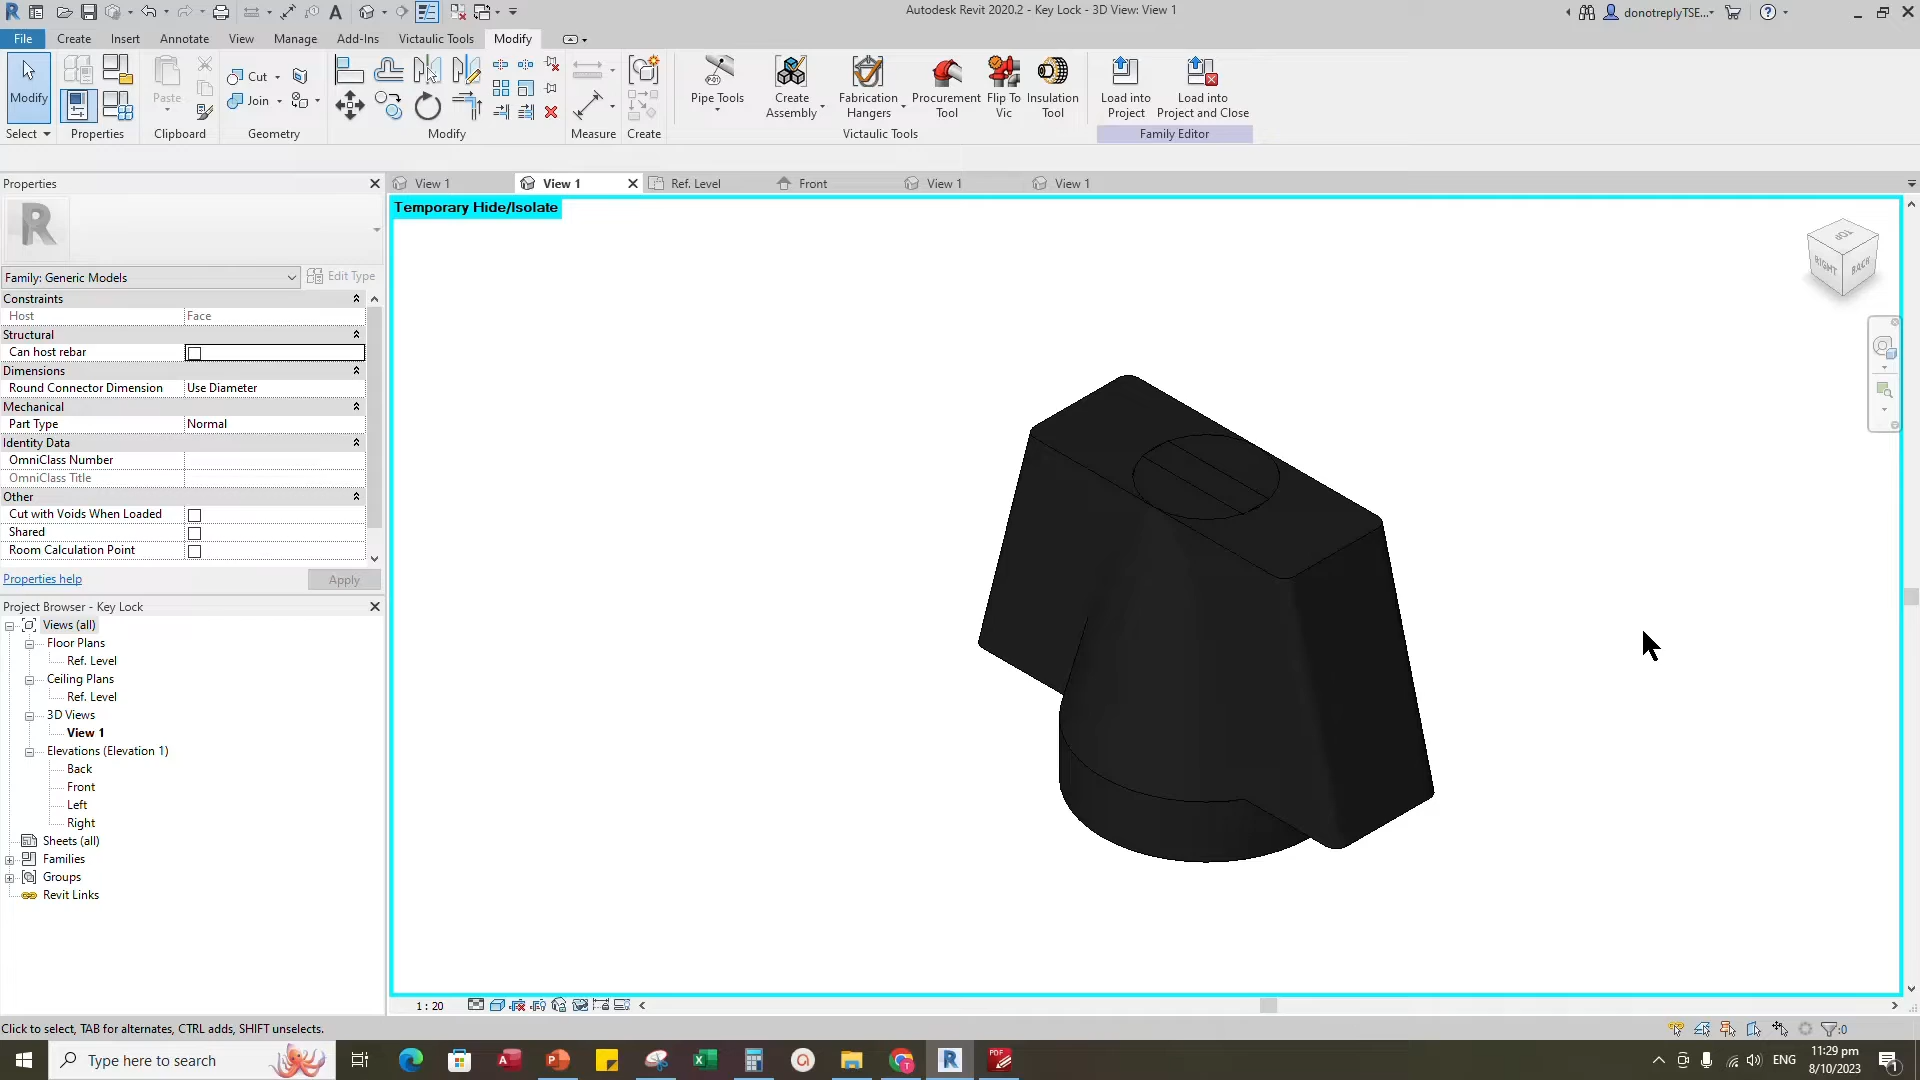 Autodesk Revit 2020.2 - Key Lock - 3D View: View 1
donotreplyTSE...
File Create Insert Annotate View Manage Add-Ins Victaulic Tools Modify
Modify
Paste
Cut
Join
Pipe Tools
Create Assembly
Fabrication Hangers
Procurement Tool
Flip To Vic
Insulation Tool
Load into Project
Load into Project and Close
Select Properties Clipboard Geometry Modify Measure Create Victaulic Tools Family Editor
Properties
View 1 View 1 Ref. Level Front View 1 View 1
Temporary Hide/Isolate
TOP
RIGHT BACK
Family: Generic Models
Edit Type
Constraints
Host Face
Structural
Can host rebar
Dimensions
Round Connector Dimension Use Diameter
Mechanical
Part Type Normal
Identity Data
OmniClass Number
OmniClass Title
Other
Cut with Voids When Loaded
Shared
Room Calculation Point
Properties help
Apply
Project Browser - Key Lock
Views (all)
Floor Plans
Ref. Level
Ceiling Plans
Ref. Level
3D Views
View 1
Elevations (Elevation 1)
Back
Front
Left
Right
Sheets (all)
Families
Groups
Revit Links
1 : 20
Click to select, TAB for alternates, CTRL adds, SHIFT unselects.
:0
Type here to search
ENG
11:29 pm
8/10/2023
1